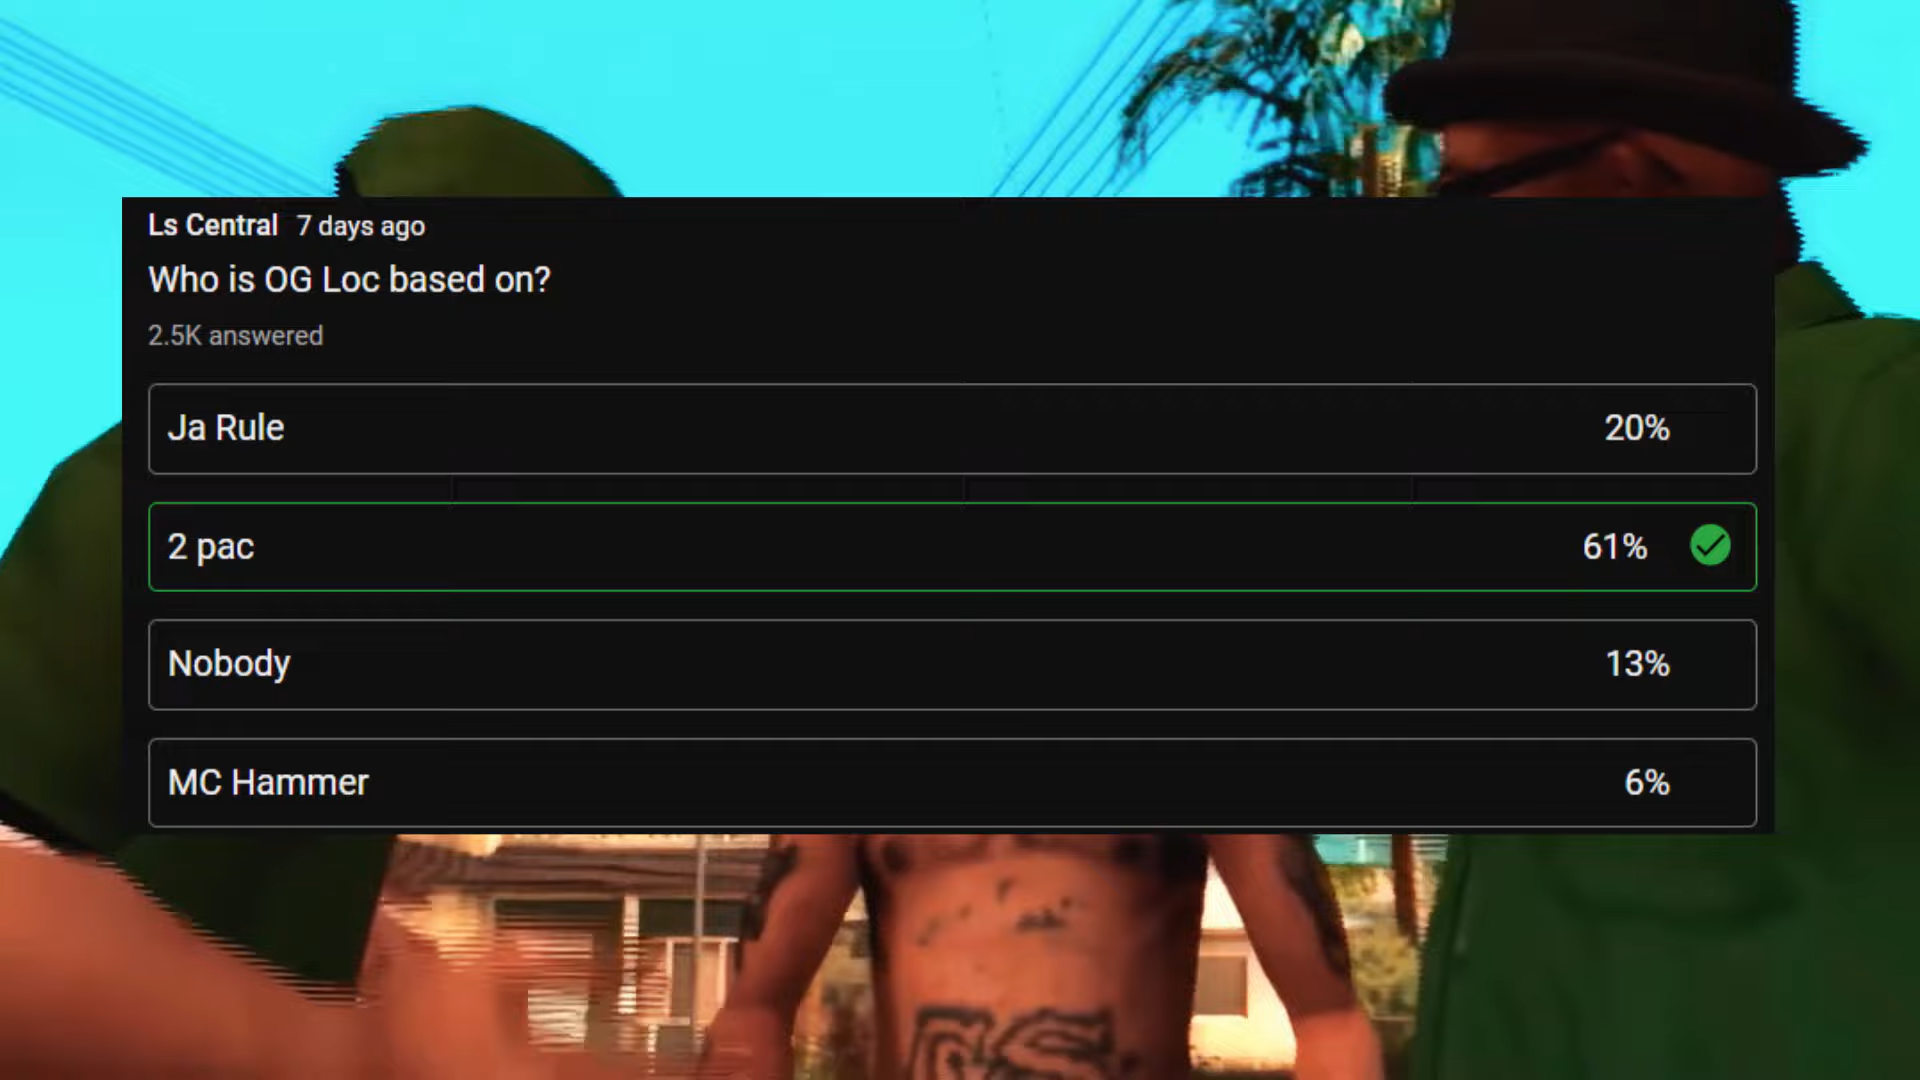 Ls Central 7 days ago
Who is OG Loc based on?
2.5K answered
Ja Rule 20%
2 pac 61%
Nobody 13%
MC Hammer 6%